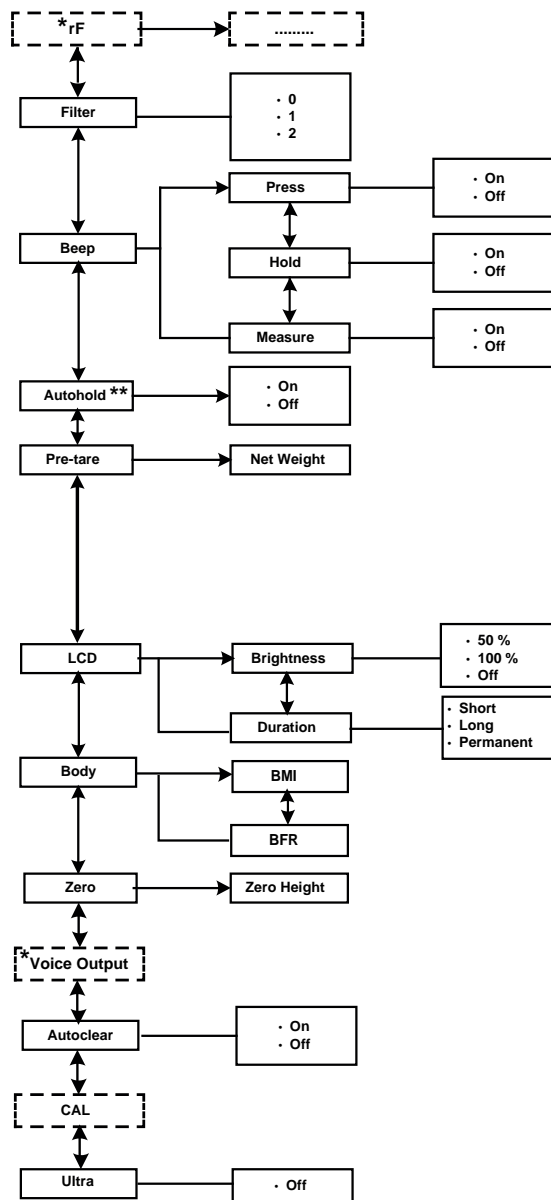 *rF
.........
Filter
· 0
· 1
· 2
Beep
Press
· On
· Off
Hold
· On
· Off
Measure
· On
· Off
Autohold **
· On
· Off
Pre-tare
Net Weight
LCD
Brightness
· 50 %
· 100 %
· Off
Duration
· Short
· Long
· Permanent
Body
BMI
BFR
Zero
Zero Height
*Voice Output
Autoclear
· On
· Off
CAL
Ultra
· Off